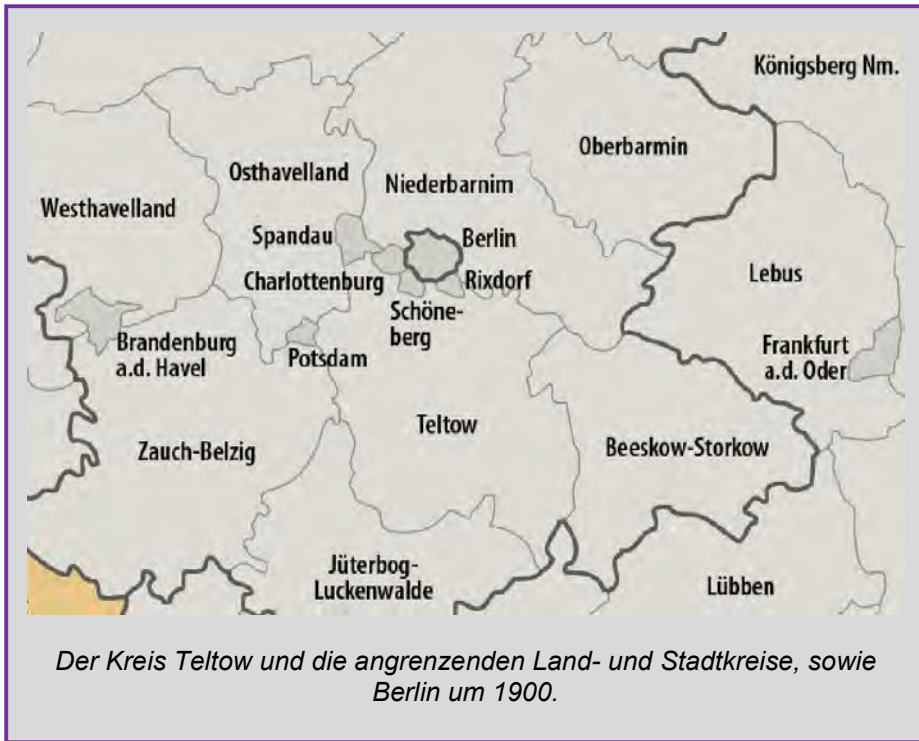 Königsberg Nm.
Oberbarmin
Osthavelland
Niederbarnim
Westhavelland
Spandau
Berlin
Charlottenburg
Rixdorf
Lebus
Schöne-
berg
Brandenburg
a.d. Havel
Potsdam
Frankfurt
a.d. Oder
Teltow
Zauch-Belzig
Beeskow-Storkow
Jüterbog-
Luckenwalde
Lübben
Der Kreis Teltow und die angrenzenden Land- und Stadtkreise, sowie
Berlin um 1900.